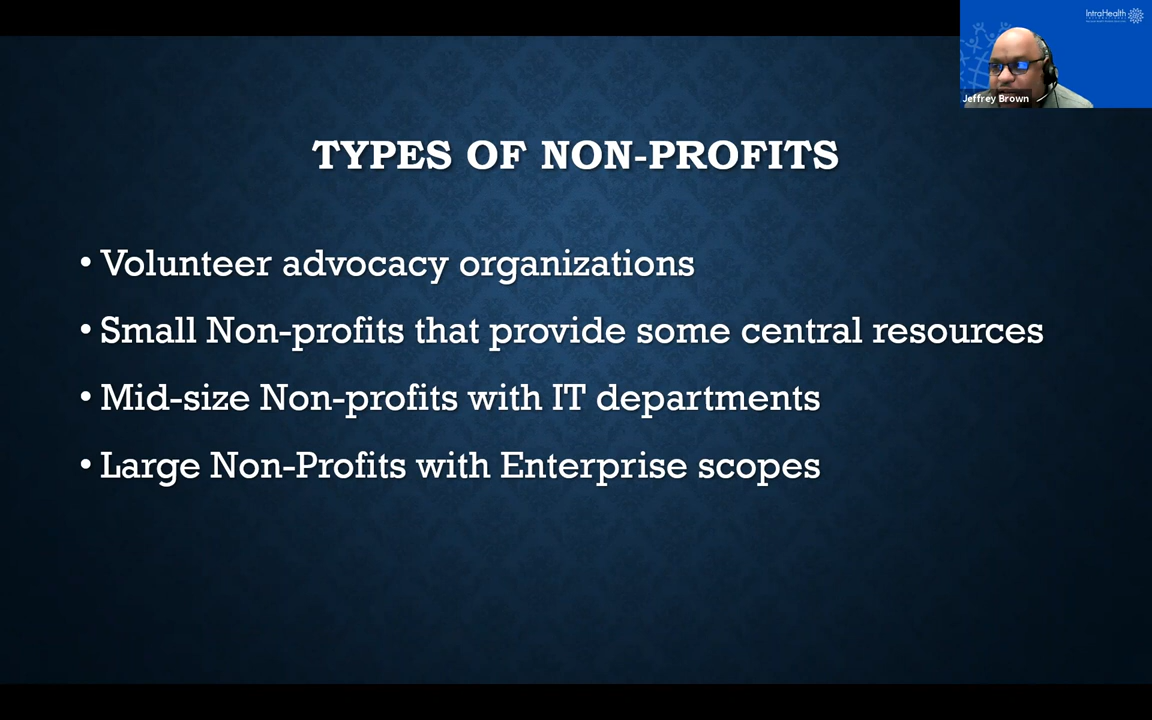 IntraHealth
Jeffrey Brown
TYPES OF NON-PROFITS
• Volunteer advocacy organizations
• Small Non-profits that provide some central resources
• Mid-size Non-profits with IT departments
• Large Non-Profits with Enterprise scopes